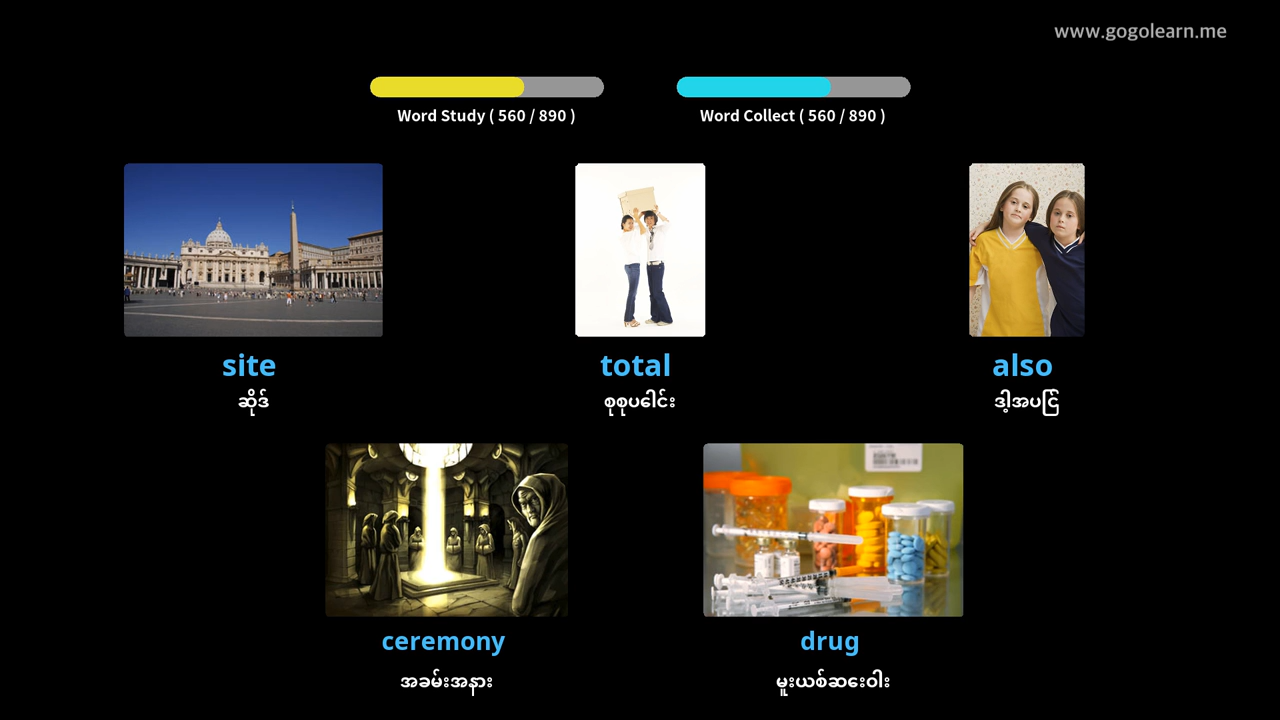 www.gogolearn.me
Word Study ( 560 / 890 )
Word Collect ( 560 / 890 )
site
total
also
ဆိုဒ်
စုစုပေါင်း
ဒါ့အပြင်
ceremony
drug
အခမ်းအနား
မူးယစ်ဆေးဝါး